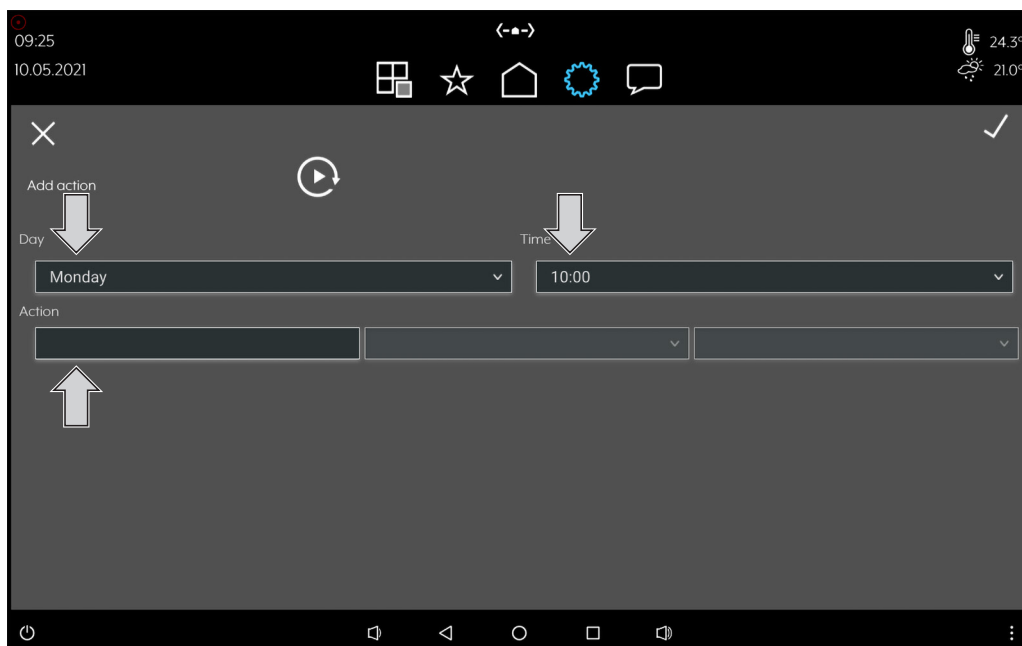 09:25
24.3°
10.05.2021
21.0°
Add action
Day
Time
Monday
10:00
Action